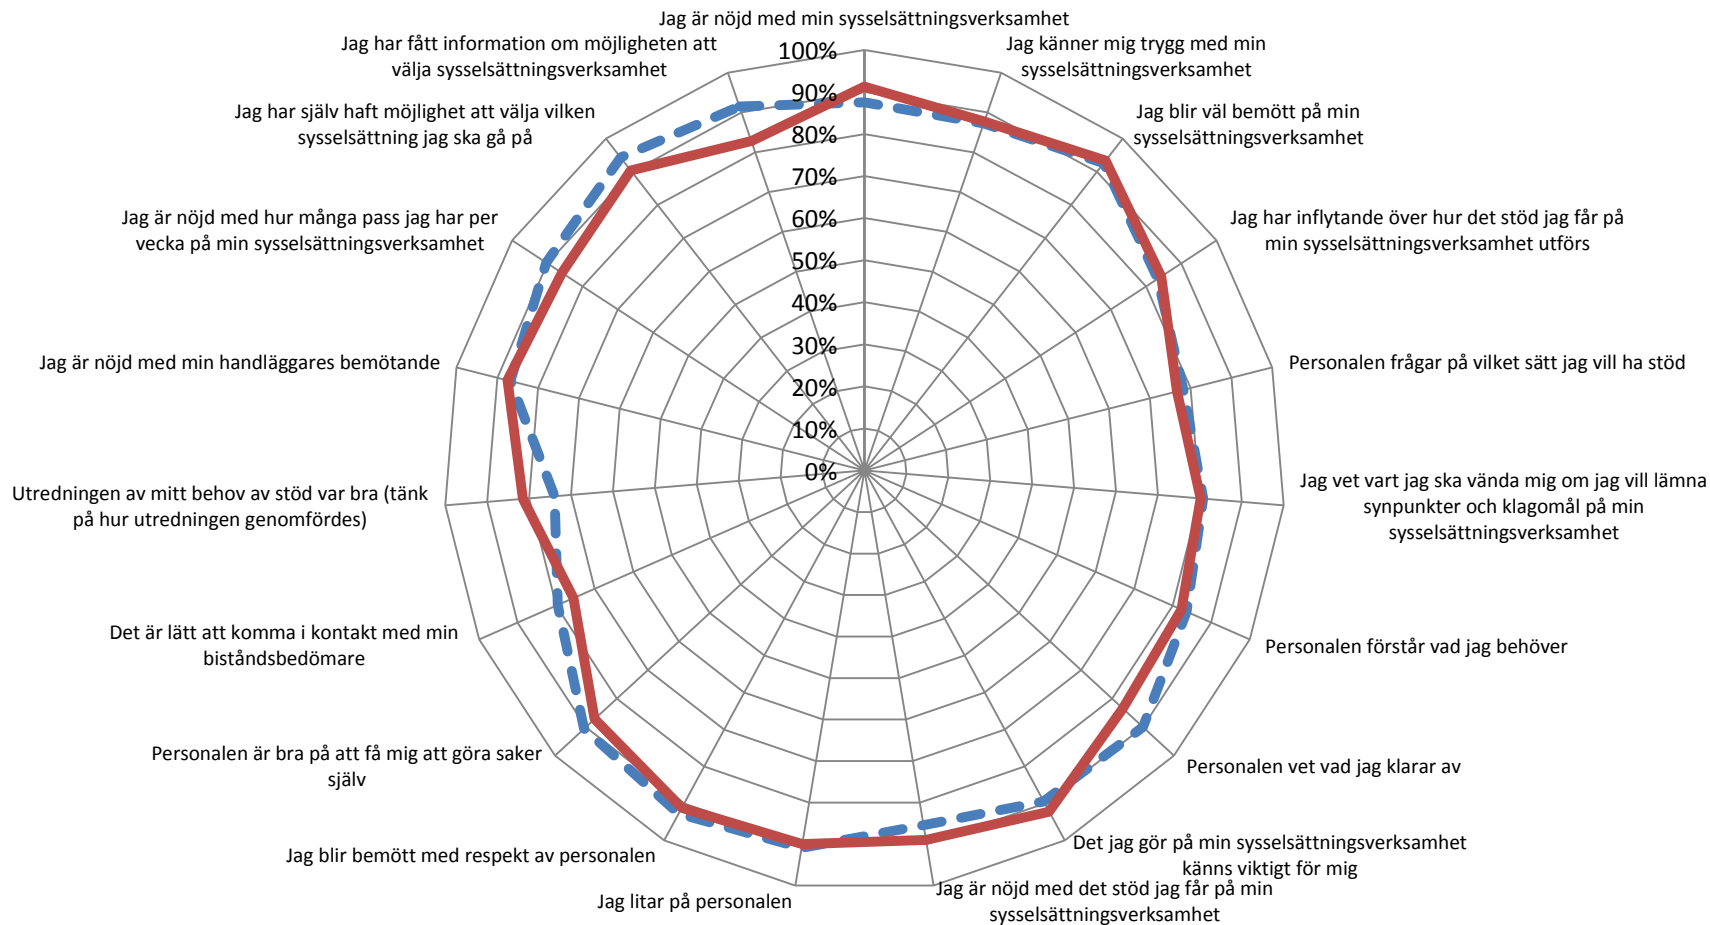 Jag är nöjd med min sysselsättningsverksamhet
Jag känner mig trygg med min
sysselsättningsverksamhet
Jag blir väl bemött på min
sysselsättningsverksamhet
Jag har inflytande över hur det stöd jag får på
min sysselsättningsverksamhet utförs
Personalen frågar på vilket sätt jag vill ha stöd
Jag vet vart jag ska vända mig om jag vill lämna
synpunkter och klagomål på min
sysselsättningsverksamhet
Personalen förstår vad jag behöver
Personalen vet vad jag klarar av
Det jag gör på min sysselsättningsverksamhet
känns viktigt för mig
Jag är nöjd med det stöd jag får på min
sysselsättningsverksamhet
Jag litar på personalen
Jag blir bemött med respekt av personalen
Personalen är bra på att få mig att göra saker
själv
Det är lätt att komma i kontakt med min
biståndsbedömare
Utredningen av mitt behov av stöd var bra (tänk
på hur utredningen genomfördes)
Jag är nöjd med min handläggares bemötande
Jag är nöjd med hur många pass jag har per
vecka på min sysselsättningsverksamhet
Jag har själv haft möjlighet att välja vilken
sysselsättning jag ska gå på
Jag har fått information om möjligheten att
välja sysselsättningsverksamhet
100%
90%
80%
70%
60%
50%
40%
30%
20%
10%
0%